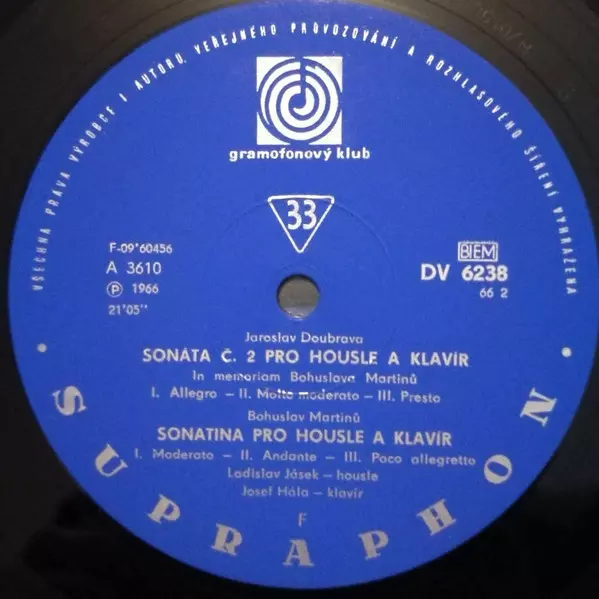 VŠECHNA PRÁVA VÝROBCE I AUTORŮ, VEŘEJNÉHO PROVOZOVÁNÍ A ROZHLASOVÉHO ŠÍŘENÍ VYHRAŽENA
gramofonový klub
33
F-09*60456
A 3610
Ⓟ 1966
21'05"
BIEM
DV 6238
66 2
Jaroslav Doubrava
SONÁTA Č. 2 PRO HOUSLE A KLAVÍR
In memoriam Bohuslava Martinů
I. Allegro – II. Molto moderato – III. Presto
Bohuslav Martinů
SONATINA PRO HOUSLE A KLAVÍR
I. Moderato – II. Andante – III. Poco allegretto
Ladislav Jásek – housle
Josef Hála – klavír
F
• SUPRAPHON •